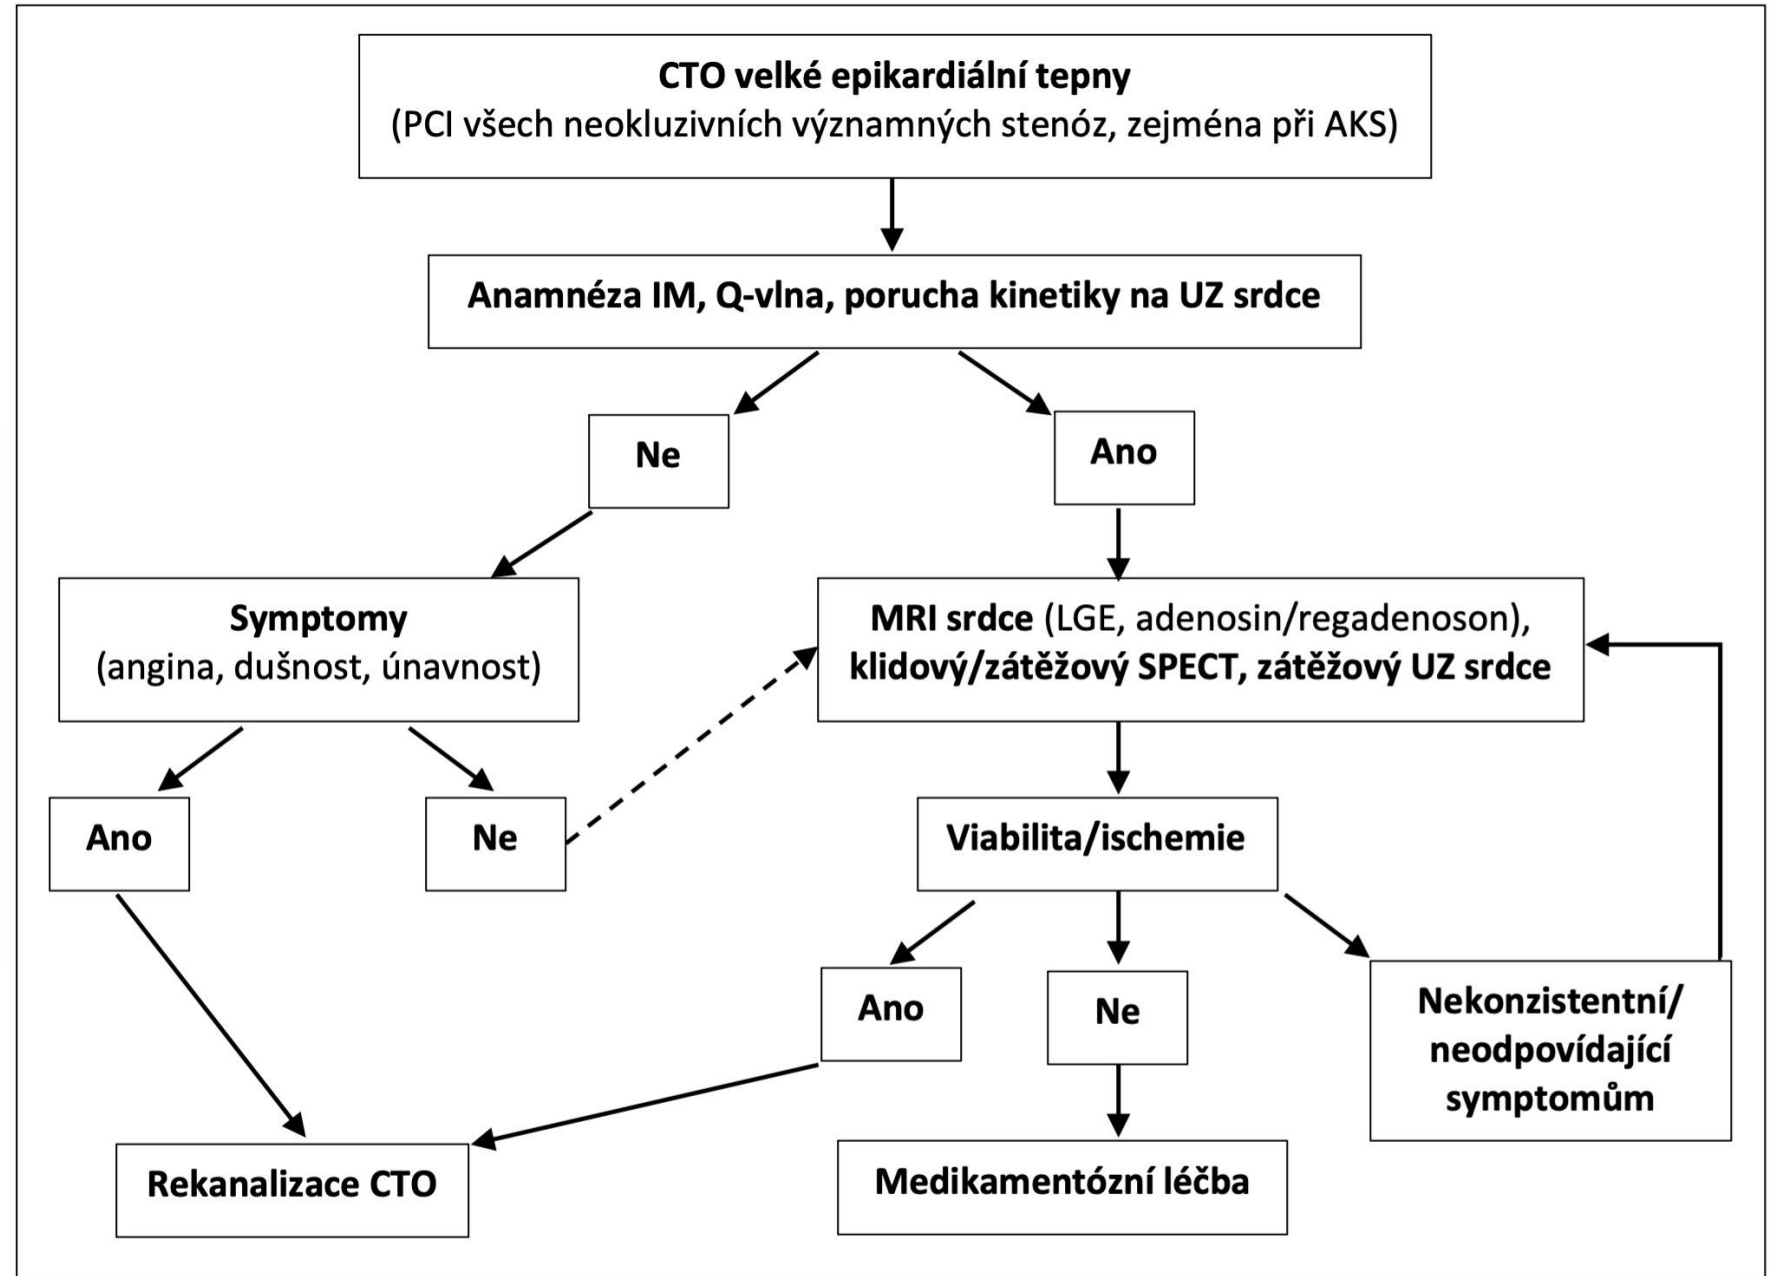 CTO velké epikardiální tepny
(PCI všech neokluzivních významných stenóz, zejména při AKS)
Anamnéza IM, Q-vlna, porucha kinetiky na UZ srdce
Ne
Ano
Symptomy
(angina, dušnost, únavnost)
MRI srdce (LGE, adenosin/regadenoson),
klidový/zátěžový SPECT, zátěžový UZ srdce
Ano
Ne
Viabilita/ischemie
Ano
Ne
Nekonzistentní/
neodpovídající
symptomům
Rekanalizace CTO
Medikamentózní léčba